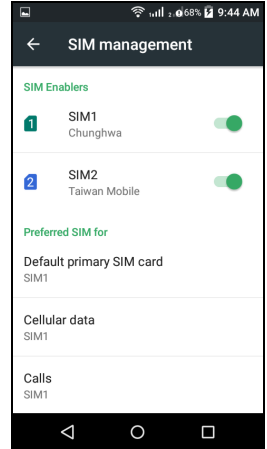 68% 9:44 AM
SIM management
SIM Enablers
1
SIM1
Chunghwa
2
SIM2
Taiwan Mobile
Preferred SIM for
Default primary SIM card
SIM1
Cellular data
SIM1
Calls
SIM1